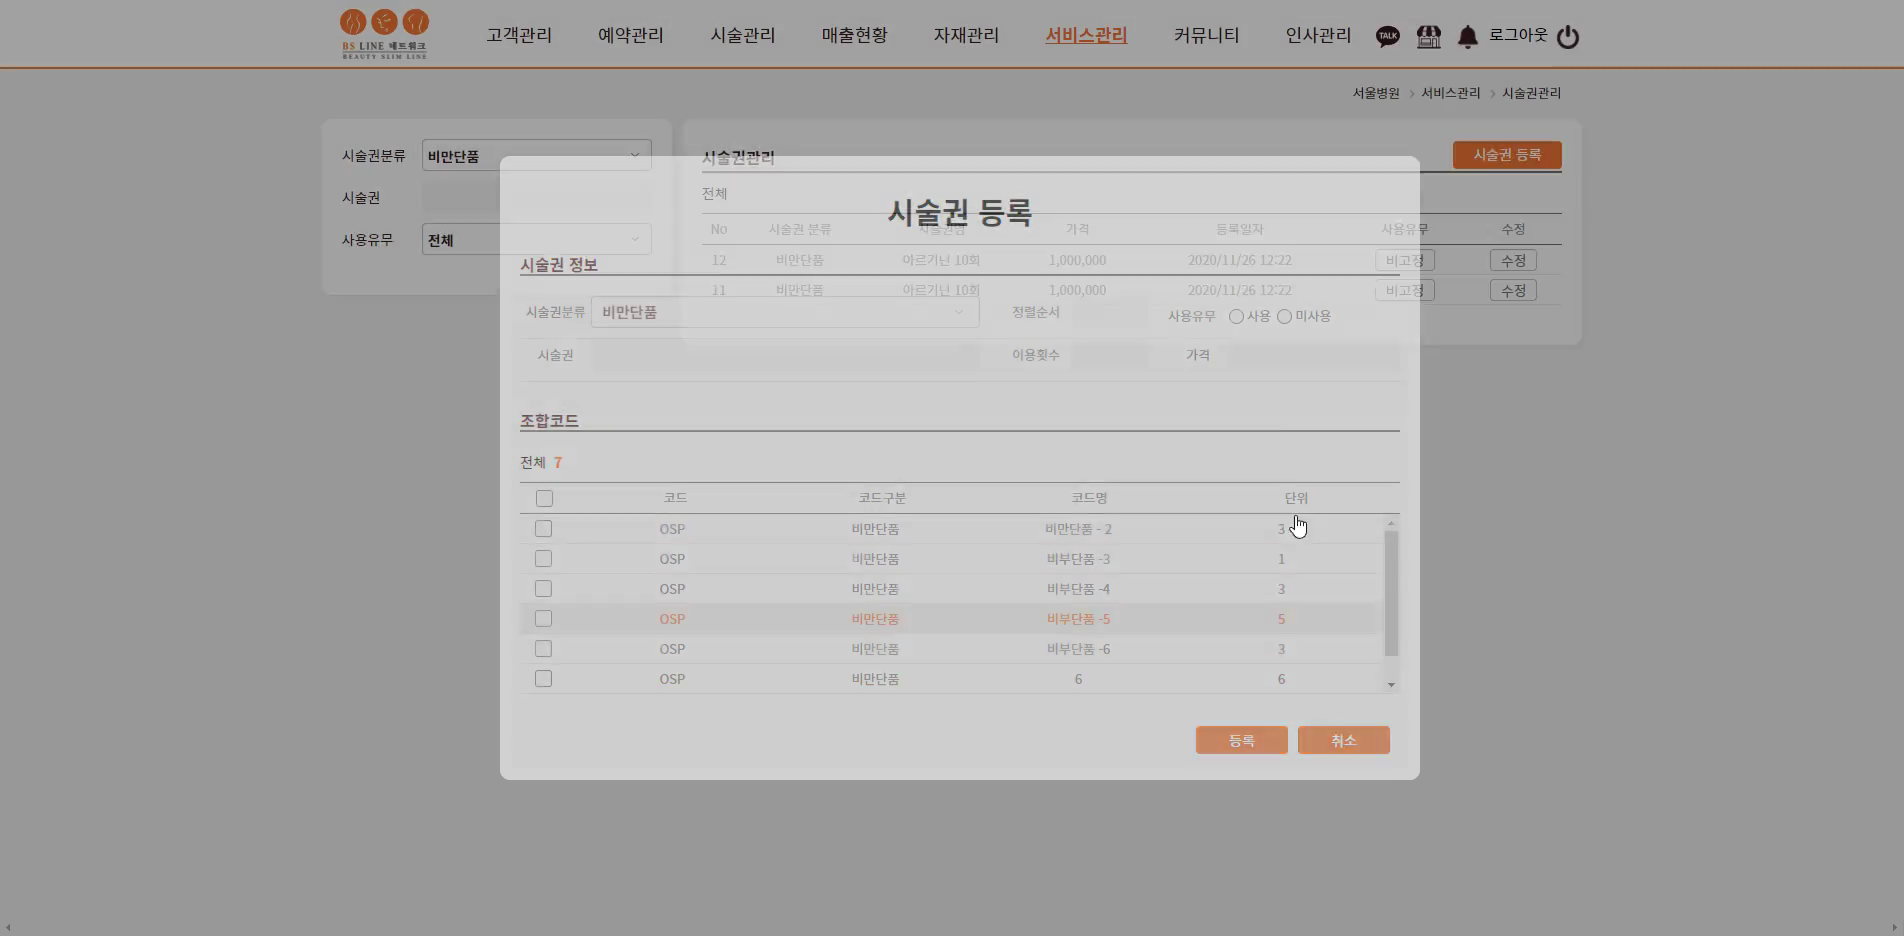 BS LINE 네트워크
BEAUTY SLIM LINE
고객관리 예약관리 시술관리 매출현황 자재관리 서비스관리 커뮤니티 인사관리 TALK 로그아웃
서울병원 > 서비스관리 > 시술권관리
시술권분류 비만단품
시술권
사용유무 전체
시술권관리 시술권 등록
전체
No 시술권 분류 시술권명 가격 등록일자 사용유무 수정
12 비만단품 아르기닌 10회 1,000,000 2020/11/26 12:22 비고정 수정
11 비만단품 아르기닌 10회 1,000,000 2020/11/26 12:22 비고정 수정
시술권 등록
시술권 정보
시술권분류 비만단품 정렬순서 사용유무 사용 미사용
시술권 이용횟수 가격
조합코드
전체 7
코드 코드구분 코드명 단위
OSP 비만단품 비만단품 - 2 3
OSP 비만단품 비부단품 -3 1
OSP 비만단품 비부단품 -4 3
OSP 비만단품 비부단품 -5 5
OSP 비만단품 비부단품 -6 3
OSP 비만단품 6 6
등록 취소